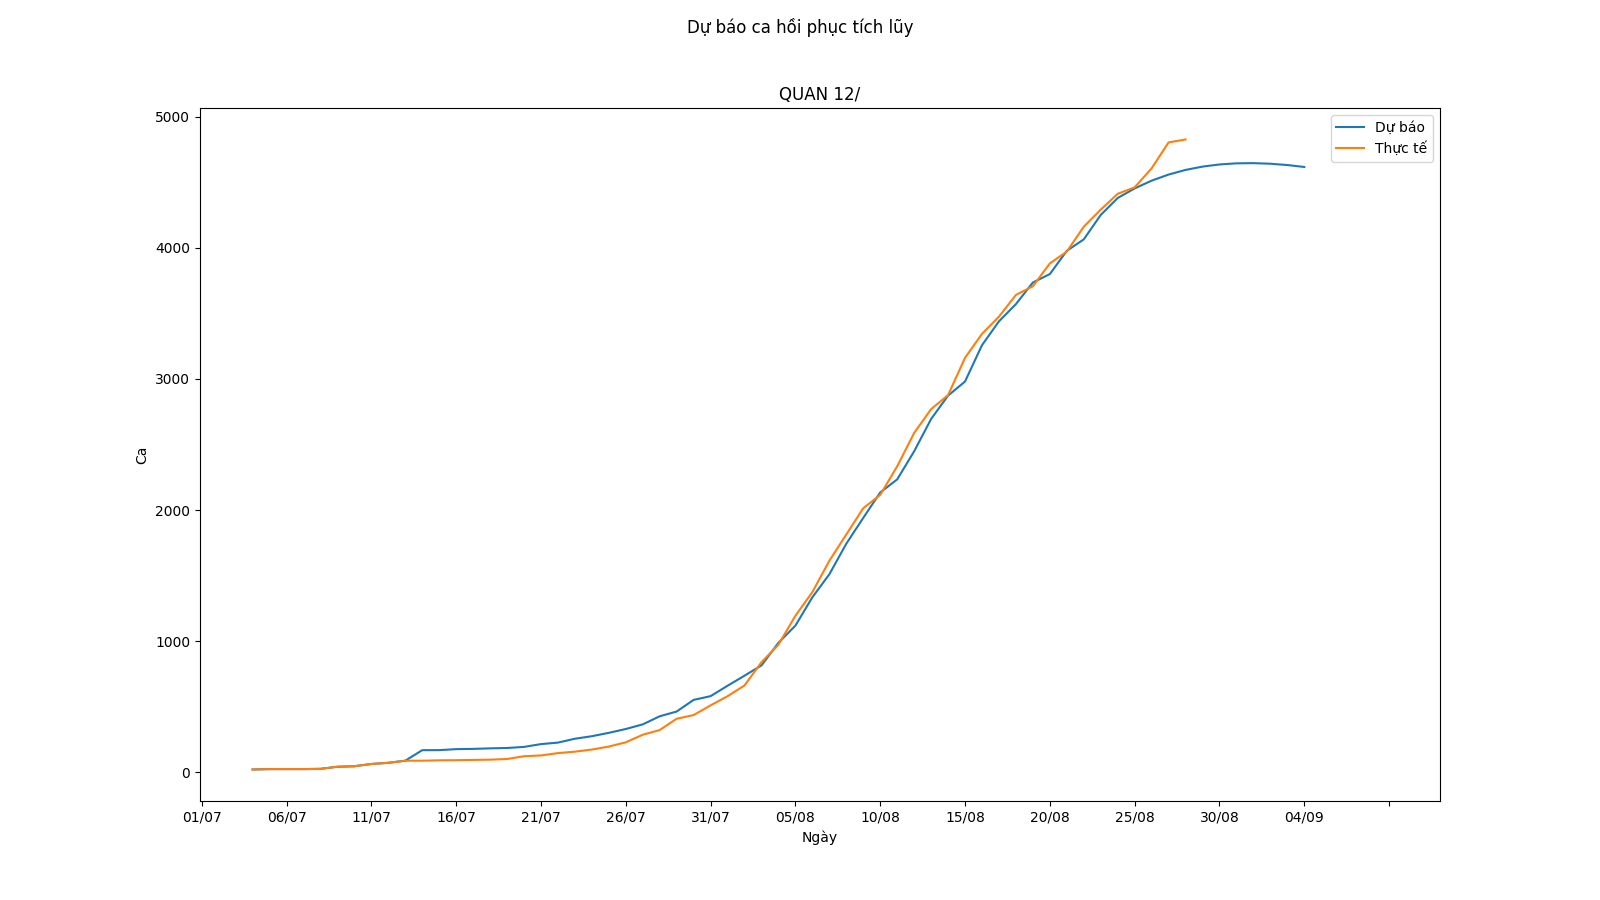 Dự báo ca hồi phục tích lũy
QUAN 12/
Dự báo
Thực tế
5000
4000
3000
2000
1000
0
Ca
01/07 06/07 11/07 16/07 21/07 26/07 31/07 05/08 10/08 15/08 20/08 25/08 30/08 04/09
Ngày